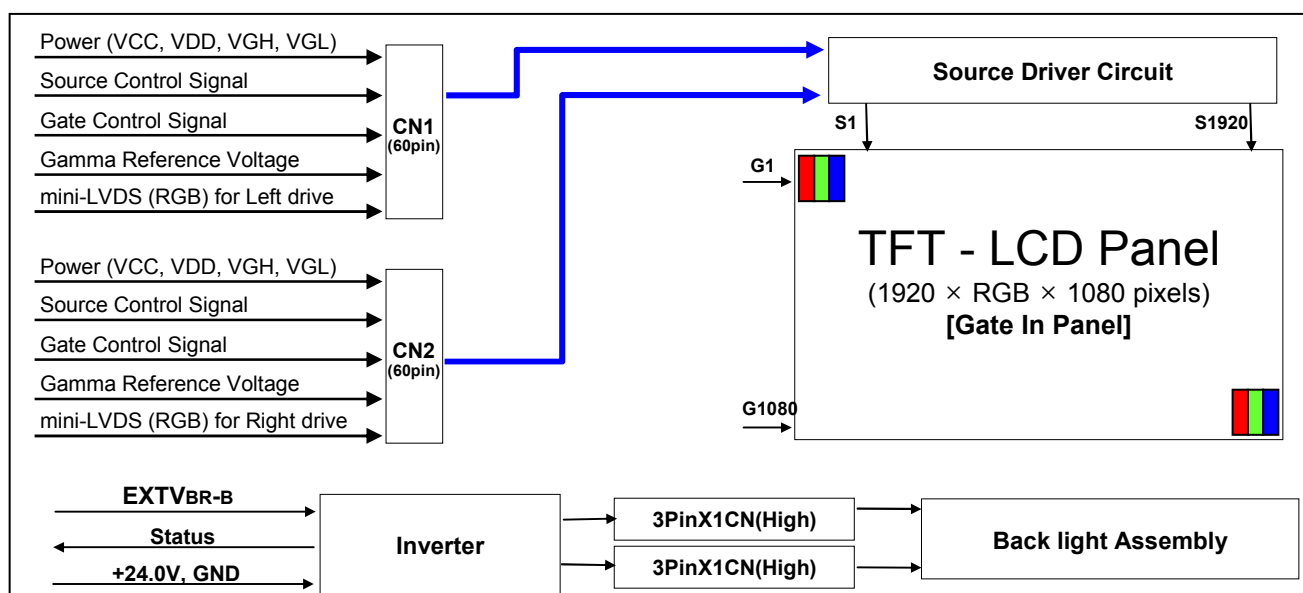 Power (VCC, VDD, VGH, VGL)
Source Control Signal
Gate Control Signal
Gamma Reference Voltage
mini-LVDS (RGB) for Left drive
CN1
(60pin)
Power (VCC, VDD, VGH, VGL)
Source Control Signal
Gate Control Signal
Gamma Reference Voltage
mini-LVDS (RGB) for Right drive
CN2
(60pin)
Source Driver Circuit
S1
S1920
G1
TFT - LCD Panel
(1920 × RGB × 1080 pixels)
[Gate In Panel]
G1080
EXTVBR-B
Status
+24.0V, GND
Inverter
3PinX1CN(High)
3PinX1CN(High)
Back light Assembly